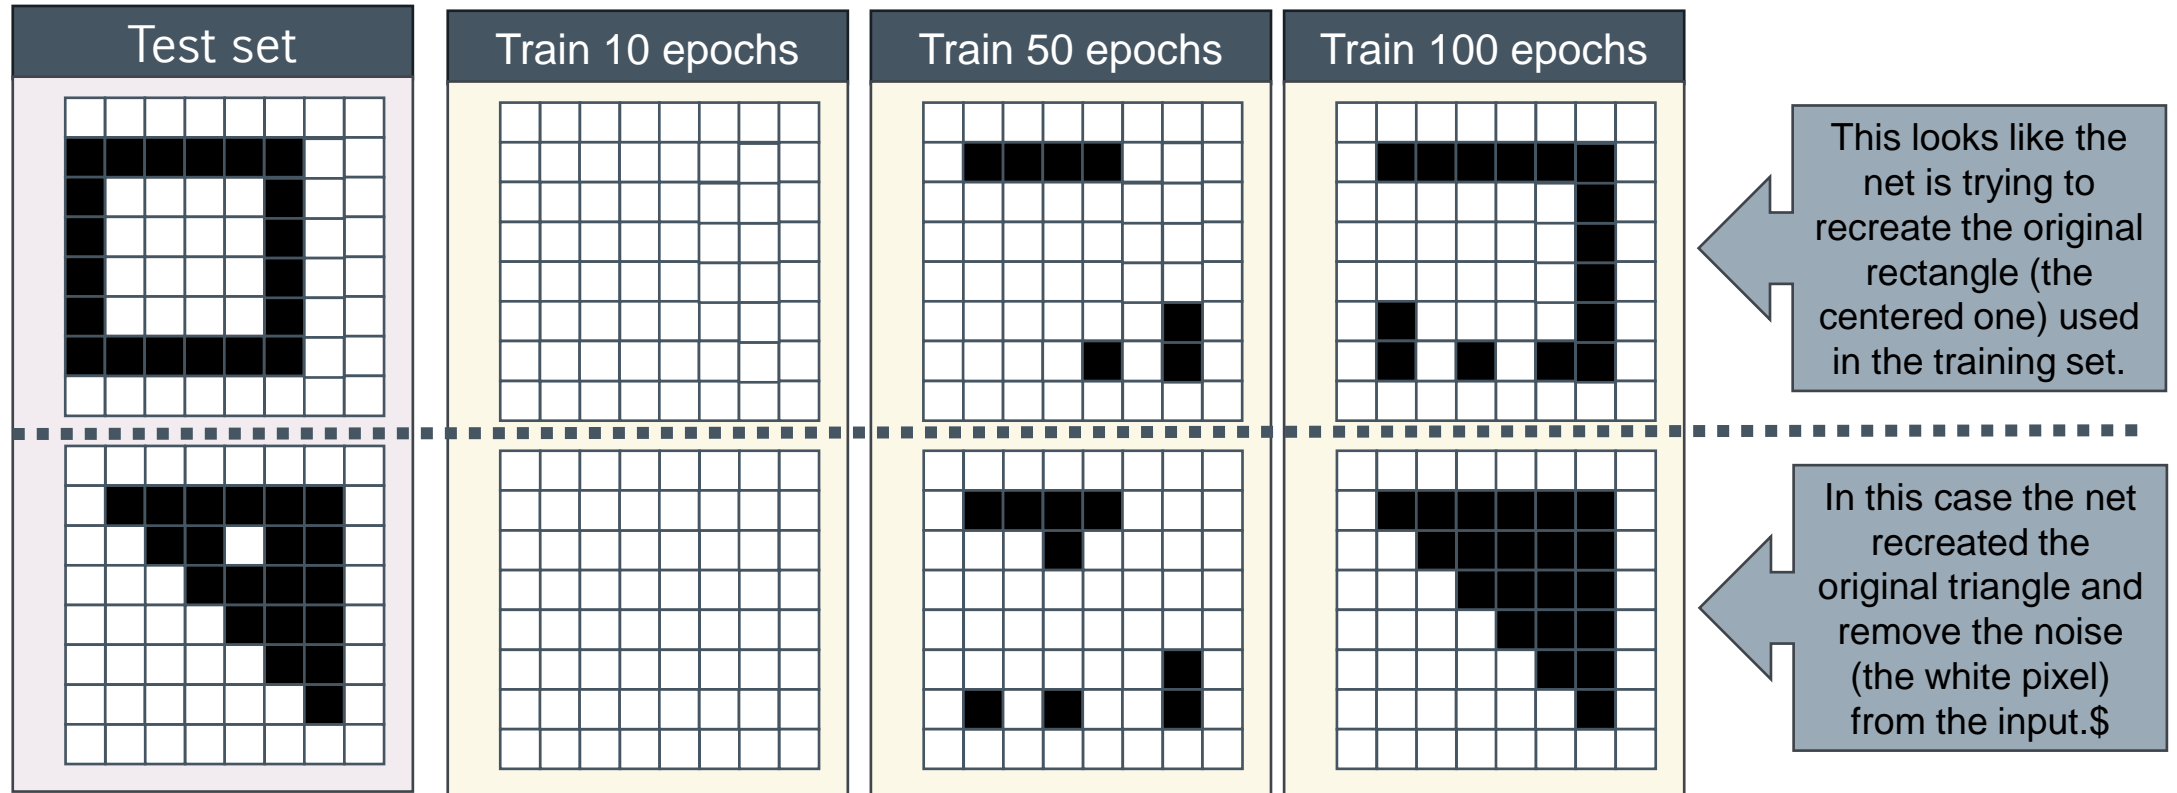 Test set
Train 10 epochs
Train 50 epochs
Train 100 epochs
This looks like the
net is trying to
recreate the original
rectangle (the
centered one) used
in the training set.
In this case the net
recreated the
original triangle and
remove the noise
(the white pixel)
from the input.$